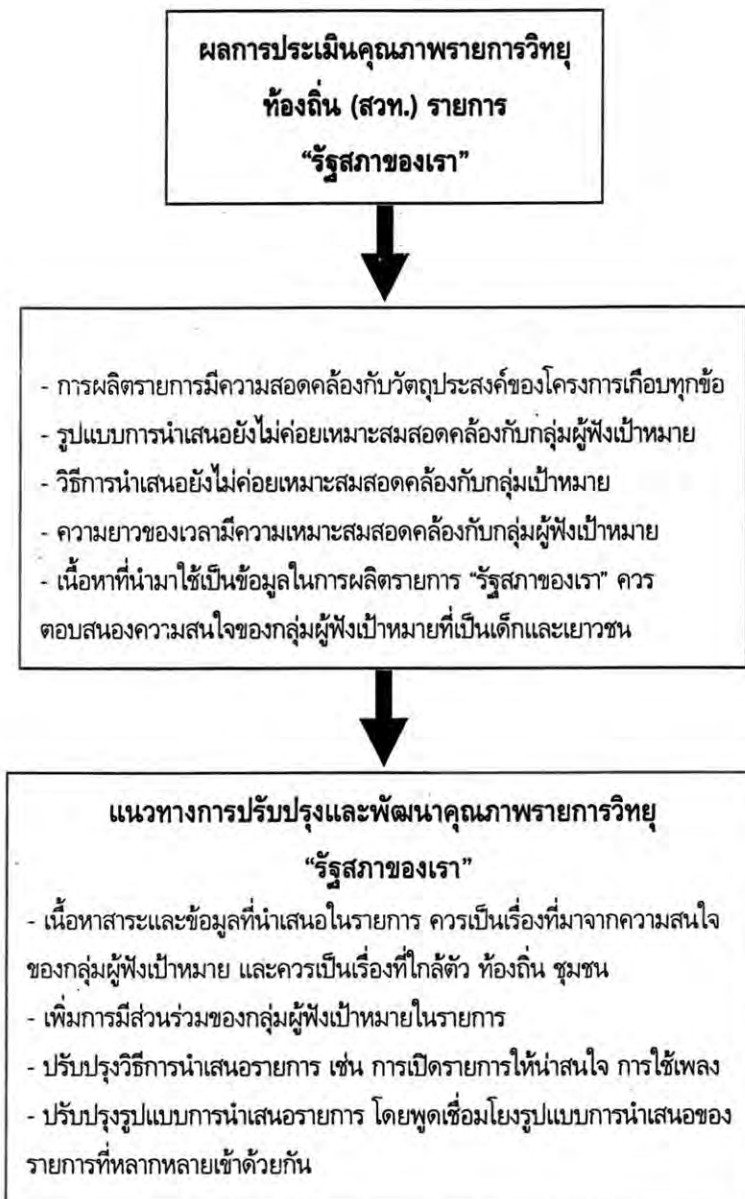 ผลการประเมินคุณภาพรายการวิทยุ
ท้องถิ่น (สวท.) รายการ
“รัฐสภาของเรา”
- การผลิตรายการมีความสอดคล้องกับวัตถุประสงค์ของโครงการเกือบทุกข้อ
- รูปแบบการนำเสนอยังไม่ค่อยเหมาะสมสอดคล้องกับกลุ่มผู้ฟังเป้าหมาย
- วิธีการนำเสนอยังไม่ค่อยเหมาะสมสอดคล้องกับกลุ่มเป้าหมาย
- ความยาวของเวลามีความเหมาะสมสอดคล้องกับกลุ่มผู้ฟังเป้าหมาย
- เนื้อหาที่นำมาใช้เป็นข้อมูลในการผลิตรายการ “รัฐสภาของเรา” ควร
ตอบสนองความสนใจของกลุ่มผู้ฟังเป้าหมายที่เป็นเด็กและเยาวชน
แนวทางการปรับปรุงและพัฒนาคุณภาพรายการวิทยุ
“รัฐสภาของเรา”
- เนื้อหาสาระและข้อมูลที่นำเสนอในรายการ ควรเป็นเรื่องที่มาจากความสนใจ
ของกลุ่มผู้ฟังเป้าหมาย และควรเป็นเรื่องที่ใกล้ตัว ท้องถิ่น ชุมชน
- เพิ่มการมีส่วนร่วมของกลุ่มผู้ฟังเป้าหมายในรายการ
- ปรับปรุงวิธีการนำเสนอรายการ เช่น การเปิดรายการให้น่าสนใจ การใช้เพลง
- ปรับปรุงรูปแบบการนำเสนอรายการ โดยพูดเชื่อมโยงรูปแบบการนำเสนอของ
รายการที่หลากหลายเข้าด้วยกัน